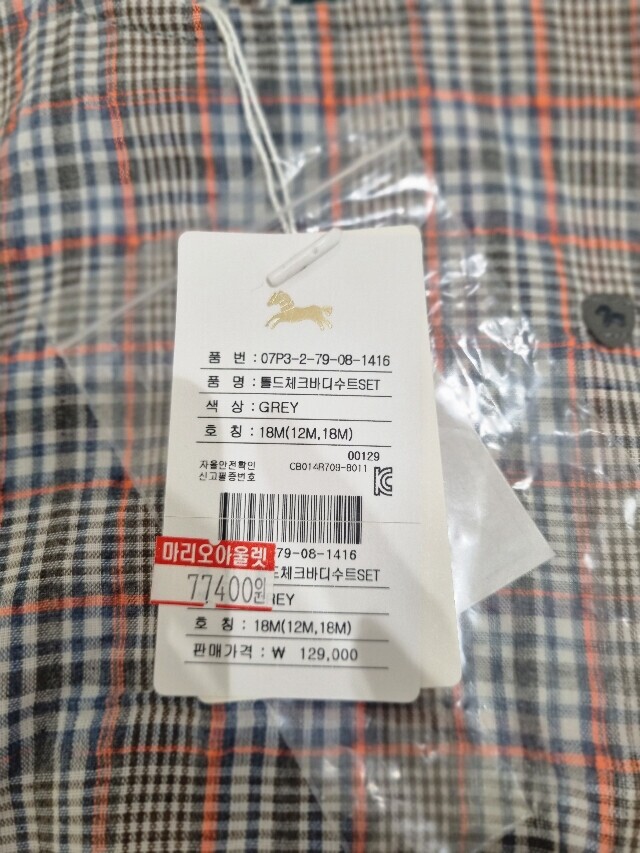 품 번 : 07P3-2-79-08-1416
품 명 : 톨드체크바디수트SET
색 상 : GREY
호 칭 : 18M(12M,18M)
00129
자율안전확인 CB014R709-8011
신고필증번호
마리오아울렛
77400원
79-08-1416
드체크바디수트SET
REY
호 칭 : 18M(12M,18M)
판매가격 : ₩ 129,000